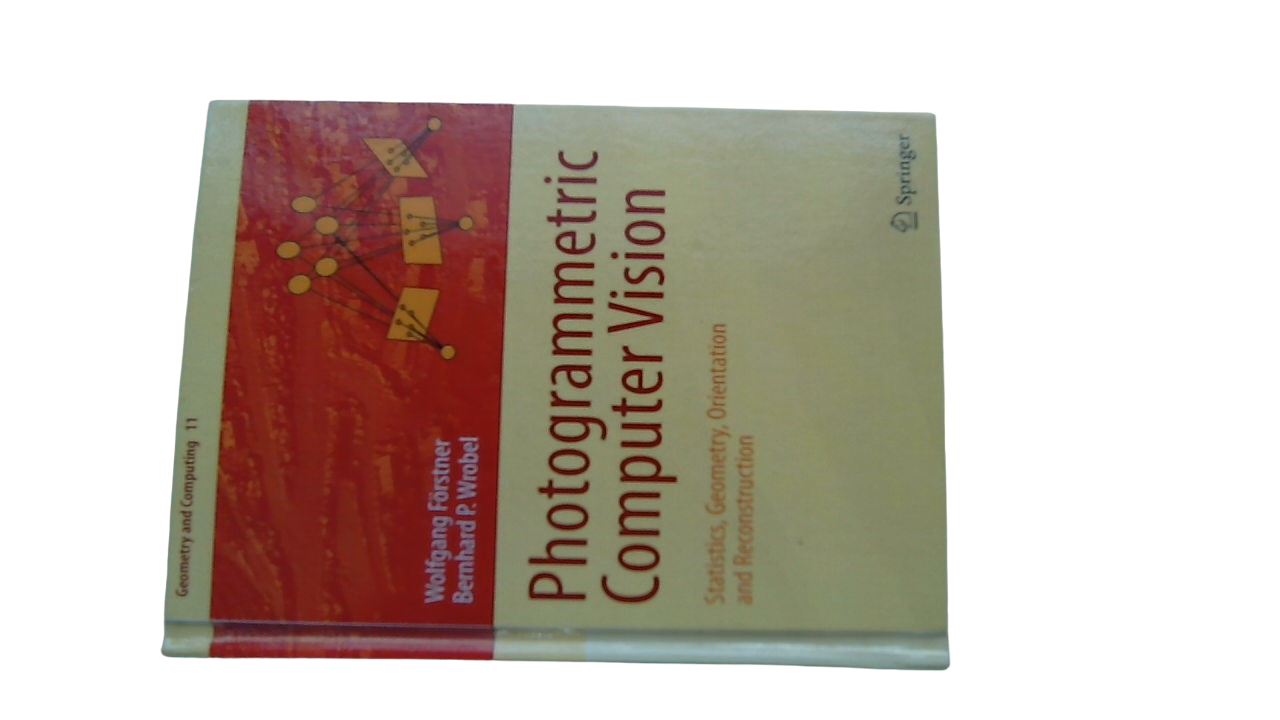 Geometry and Computing 11
Wolfgang Förstner
Bernhard P. Wrobel
Photogrammetric
Computer Vision
Statistics, Geometry, Orientation
and Reconstruction
Springer